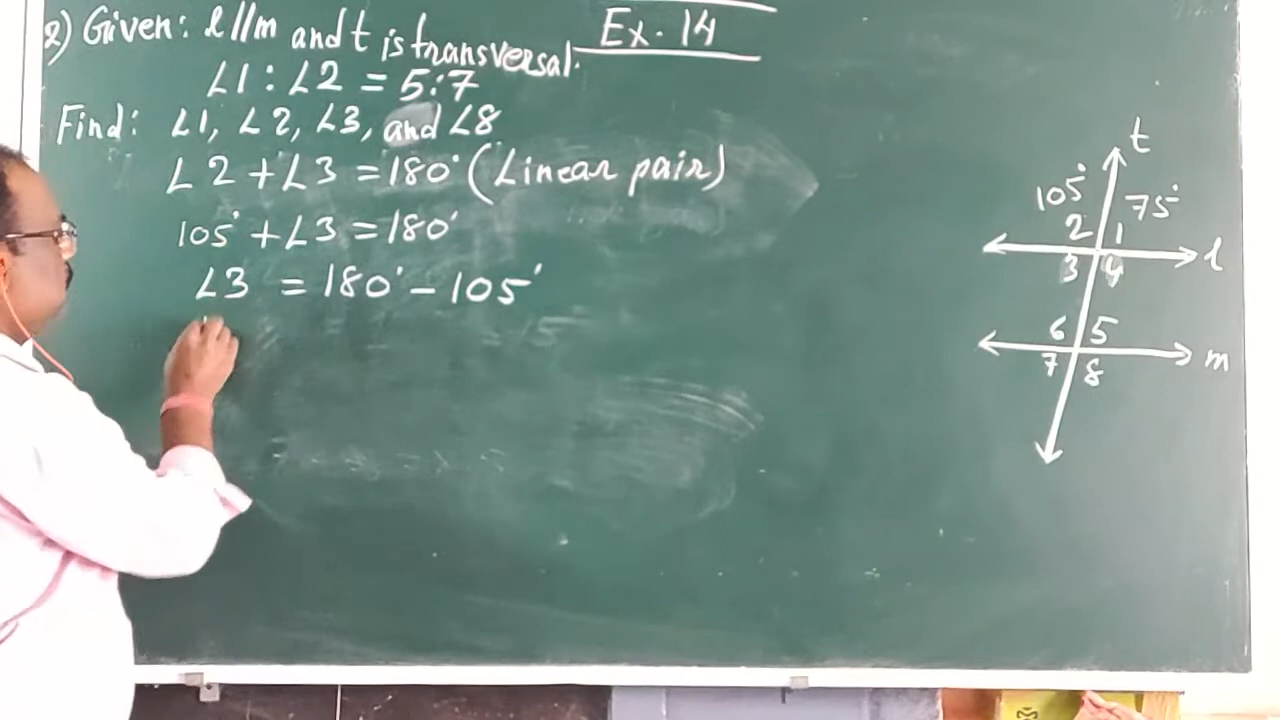 2) Given: l//m and t is transversal.
Ex. 14
∠1 : ∠2 = 5:7
Find: ∠1, ∠2, ∠3, and ∠8
∠2 + ∠3 = 180° (Linear pair)
105° + ∠3 = 180°
∠3 = 180° - 105°
t
105° 75°
2 1
l
3 4
6 5
m
7 8